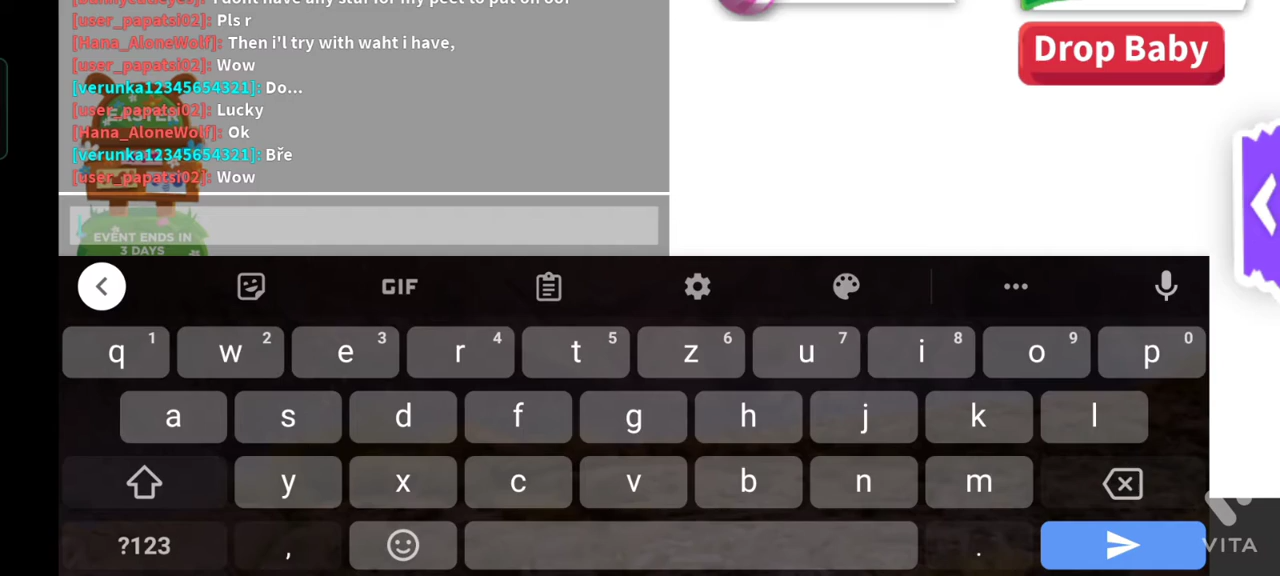 [user_papatsi02]: Pls r
[Hana_AloneWolf]: Then i'l try with waht i have,
[user_papatsi02]: Wow
[verunka12345654321]: Do...
[user_papatsi02]: Lucky
[Hana_AloneWolf]: Ok
[verunka12345654321]: Bře
[user_papatsi02]: Wow
EASTER
EVENT ENDS IN
3 DAYS
Drop Baby
GIF
q 1 w 2 e 3 r 4 t 5 z 6 u 7 i 8 o 9 p 0
a s d f g h j k l
y x c v b n m
?123 , .
VITA